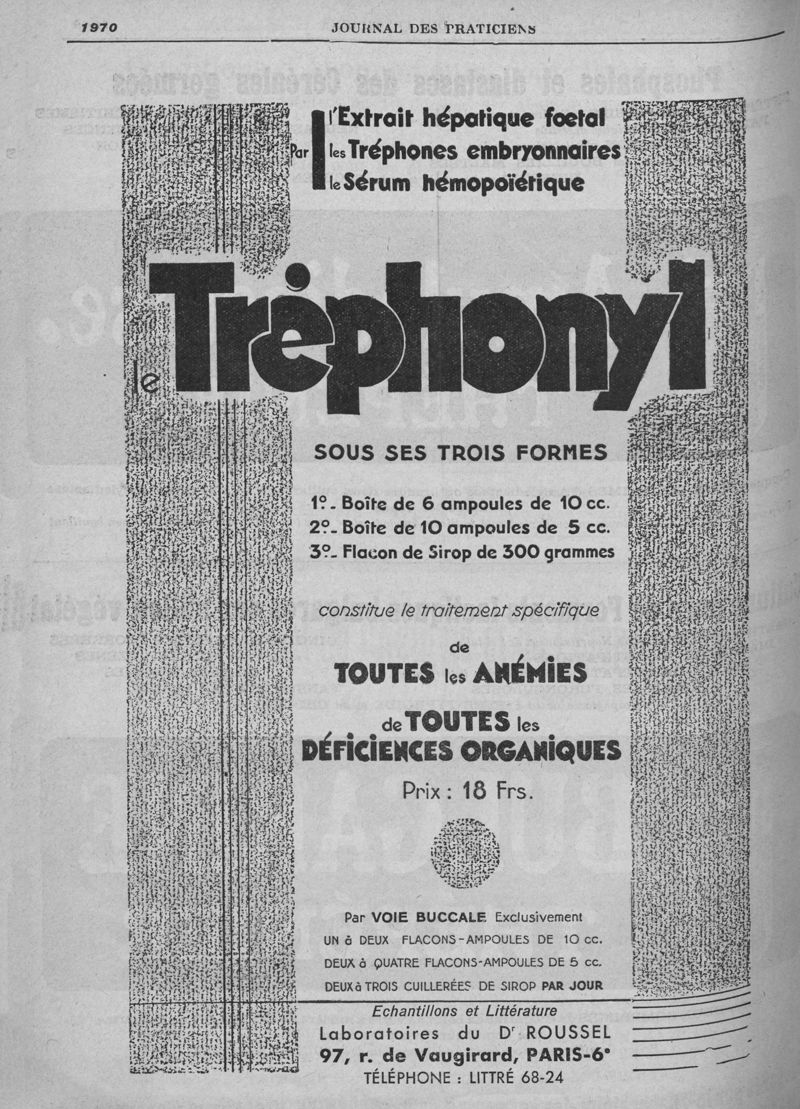 1970
JOURNAL DES PRATICIENS
Par
l'Extrait hépatique fœtal
les Tréphones embryonnaires
le Sérum hémopoïétique
le Tréphonyl
SOUS SES TROIS FORMES
1º_ Boîte de 6 ampoules de 10 cc.
2º_ Boîte de 10 ampoules de 5 cc.
3º_ Flacon de Sirop de 300 grammes
constitue le traitement spécifique
de
TOUTES les ANÉMIES
de TOUTES les
DÉFICIENCES ORGANIQUES
Prix : 18 Frs.
Par VOIE BUCCALE Exclusivement
UN à DEUX FLACONS-AMPOULES DE 10 cc.
DEUX à QUATRE FLACONS-AMPOULES DE 5 cc.
DEUX à TROIS CUILLERÉES DE SIROP PAR JOUR
Echantillons et Littérature
Laboratoires du Dr ROUSSEL
97, r. de Vaugirard, PARIS-6e
TÉLÉPHONE : LITTRÉ 68-24